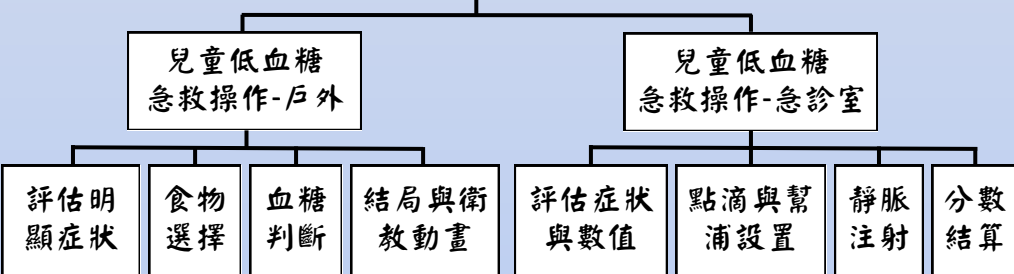 兒童低血糖
急救操作-戶外
兒童低血糖
急救操作-急診室
評估明
顯症狀
食物
選擇
血糖
判斷
結局與衛
教動畫
評估症狀
與數值
點滴與幫
浦設置
靜脈
注射
分數
結算